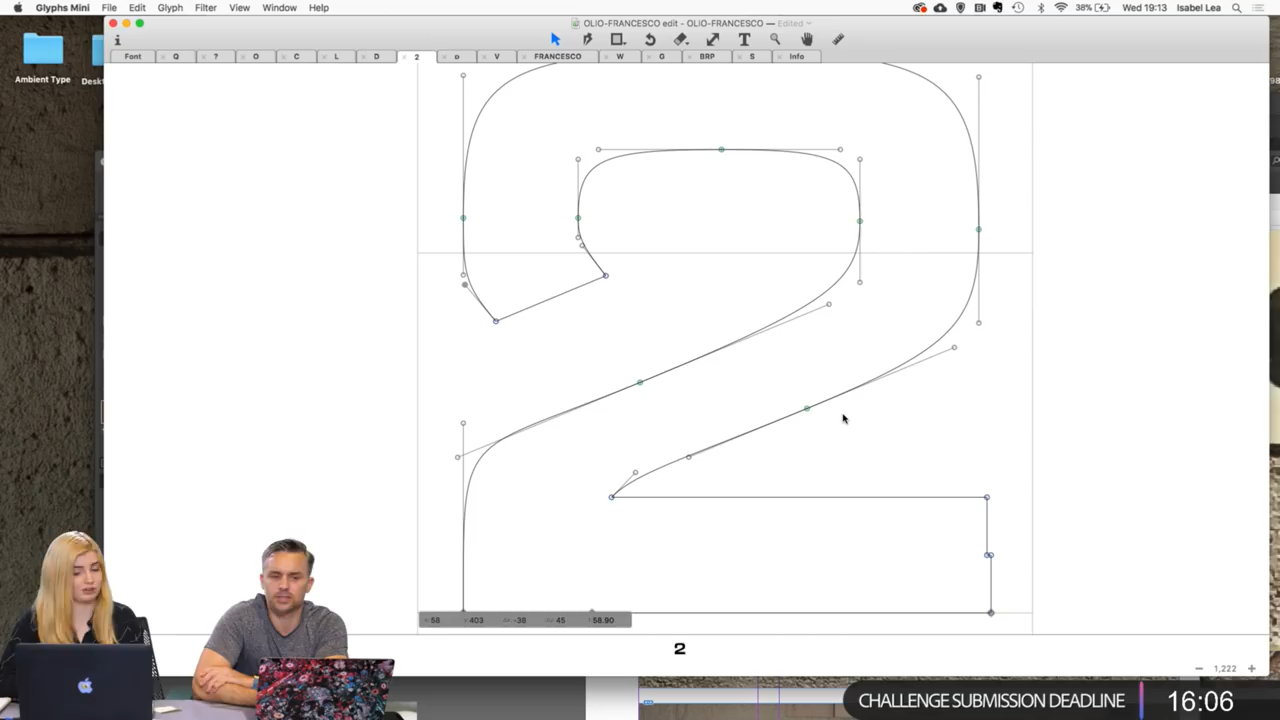 Glyphs Mini File Edit Glyph Filter View Window Help
38% Wed 19:13 Isabel Lea
OLIO-FRANCESCO edit - OLIO-FRANCESCO — Edited
Font Q ? O C L D 2 D V FRANCESCO W G BRP S Info
Ambient Type
2
1,222
CHALLENGE SUBMISSION DEADLINE 16:06